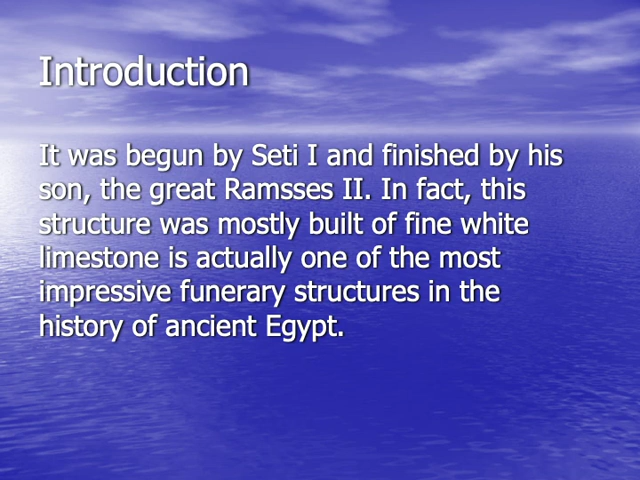 Introduction
It was begun by Seti I and finished by his
son, the great Ramsses II. In fact, this
structure was mostly built of fine white
limestone is actually one of the most
impressive funerary structures in the
history of ancient Egypt.